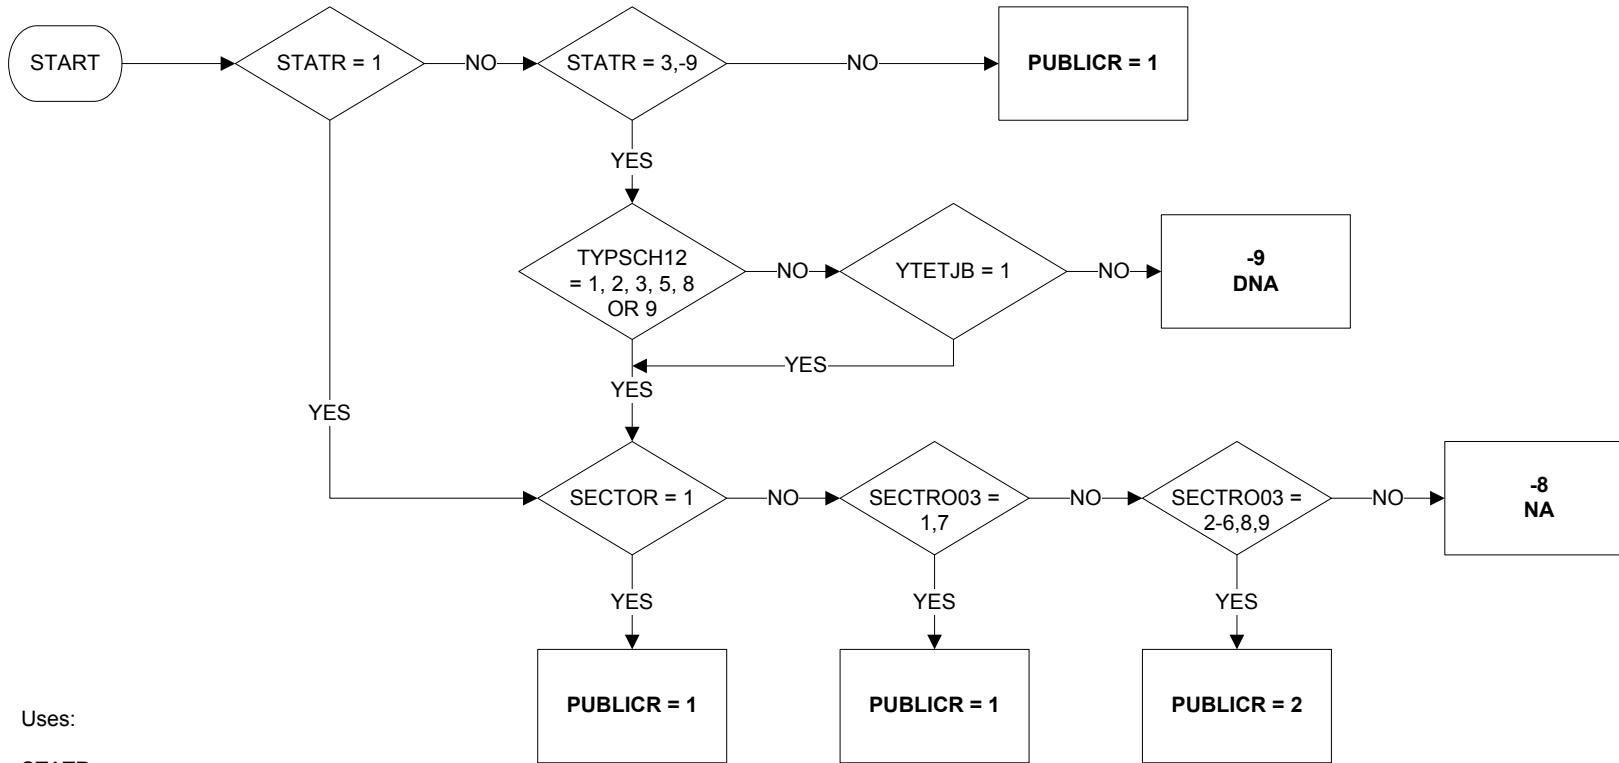 START
STATR = 1
NO
STATR = 3,-9
NO
PUBLICR = 1
YES
TYPSCH12
= 1, 2, 3, 5, 8
OR 9
NO
YTETJB = 1
NO
-9
DNA
YES
YES
YES
SECTOR = 1
NO
SECTRO03 =
1,7
NO
SECTRO03 =
2-6,8,9
NO
-8
NA
YES
YES
YES
PUBLICR = 1
PUBLICR = 1
PUBLICR = 2
Uses:
STATR